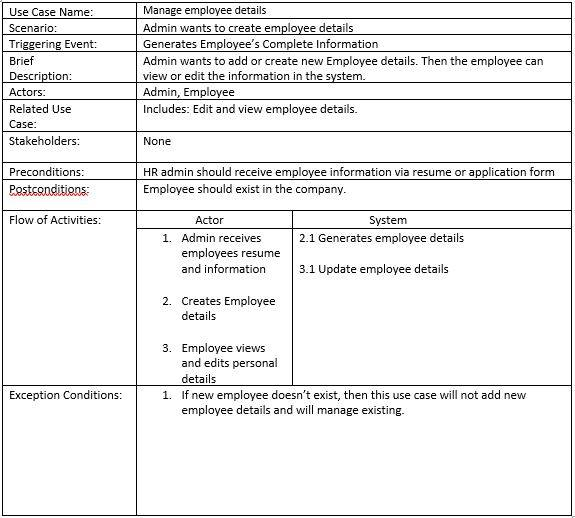 Use Case Name: Manage employee details
Scenario: Admin wants to create employee details
Triggering Event: Generates Employee’s Complete Information
Brief Description: Admin wants to add or create new Employee details. Then the employee can
view or edit the information in the system.
Actors: Admin, Employee
Related Use Case: Includes: Edit and view employee details.
Stakeholders: None
Preconditions: HR admin should receive employee information via resume or application form
Postconditions: Employee should exist in the company.
Flow of Activities:
Actor
1. Admin receives
employees resume
and information
2. Creates Employee
details
3. Employee views
and edits personal
details
System
2.1 Generates employee details
3.1 Update employee details
Exception Conditions: 1. If new employee doesn’t exist, then this use case will not add new
employee details and will manage existing.